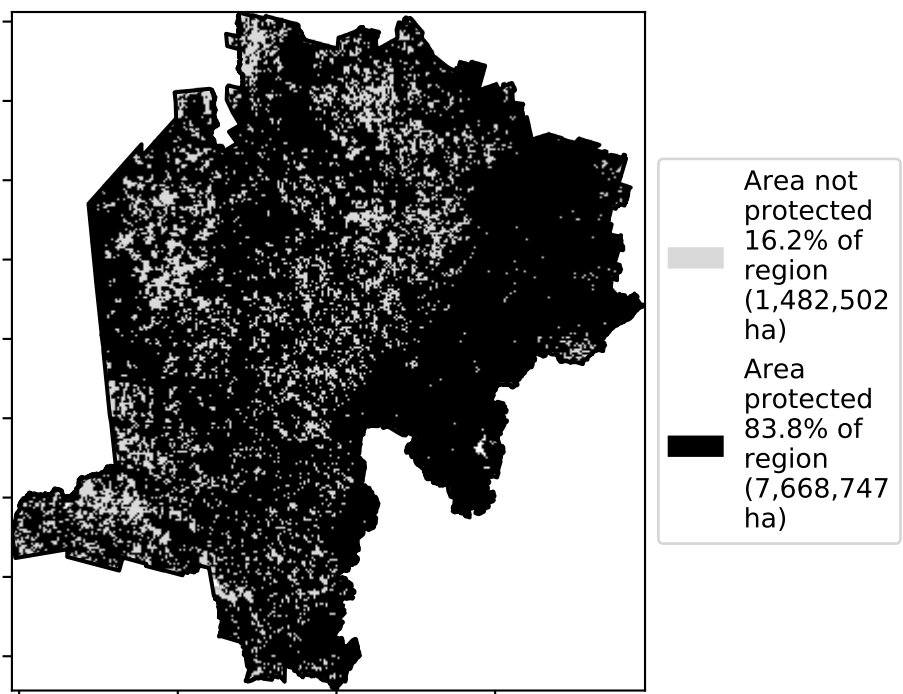 Area not
protected
16.2% of
region
(1,482,502
ha)
Area
protected
83.8% of
region
(7,668,747
ha)